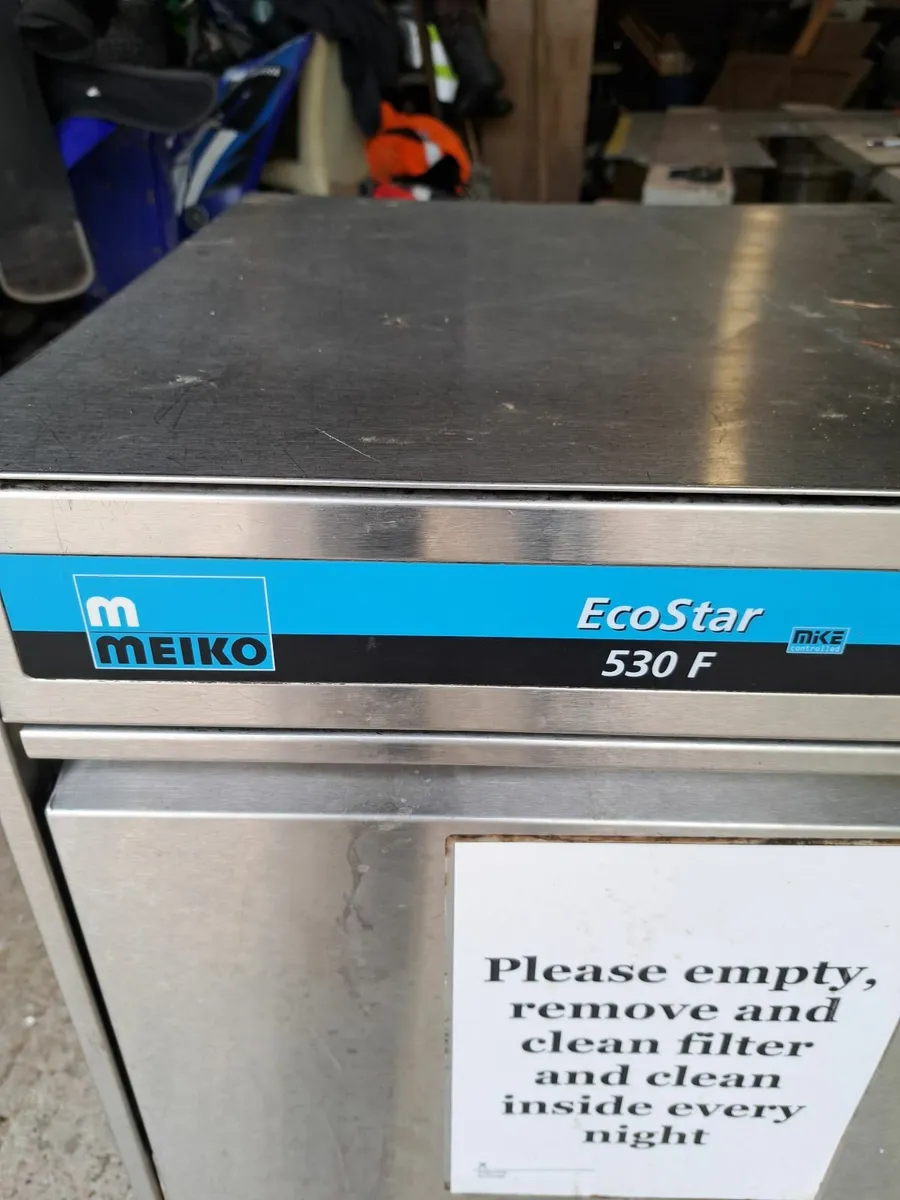 m
MEIKO
EcoStar
530 F
MiKE
controlled
Please empty,
remove and
clean filter
and clean
inside every
night